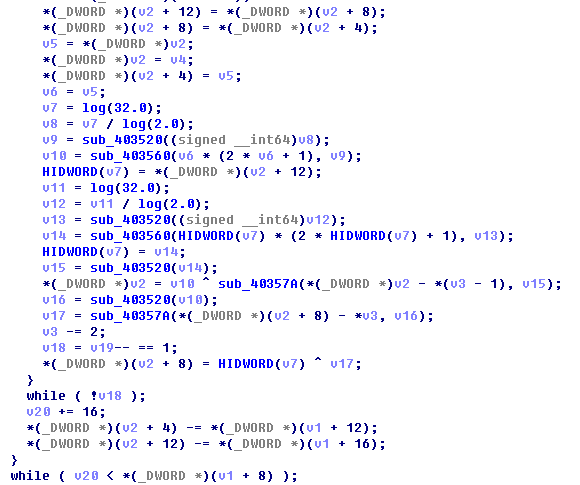 *(_DWORD *)(v2 + 12) = *(_DWORD *)(v2 + 8);
*(_DWORD *)(v2 + 8) = *(_DWORD *)(v2 + 4);
v5 = *(_DWORD *)v2;
*(_DWORD *)v2 = v4;
*(_DWORD *)(v2 + 4) = v5;
v6 = v5;
v7 = log(32.0);
v8 = v7 / log(2.0);
v9 = sub_403520((signed __int64)v8);
v10 = sub_403560(v6 * (2 * v6 + 1), v9);
HIDWORD(v7) = *(_DWORD *)(v2 + 12);
v11 = log(32.0);
v12 = v11 / log(2.0);
v13 = sub_403520((signed __int64)v12);
v14 = sub_403560(HIDWORD(v7) * (2 * HIDWORD(v7) + 1), v13);
HIDWORD(v7) = v14;
v15 = sub_403520(v14);
*(_DWORD *)v2 = v10 ^ sub_40357A(*(_DWORD *)v2 - *(v3 - 1), v15);
v16 = sub_403520(v10);
v17 = sub_40357A(*(_DWORD *)(v2 + 8) - *v3, v16);
v3 -= 2;
v18 = v19-- == 1;
*(_DWORD *)(v2 + 8) = HIDWORD(v7) ^ v17;
}
while ( !v18 );
v20 += 16;
*(_DWORD *)(v2 + 4) -= *(_DWORD *)(v1 + 12);
*(_DWORD *)(v2 + 12) -= *(_DWORD *)(v1 + 16);
}
while ( v20 < *(_DWORD *)(v1 + 8) );